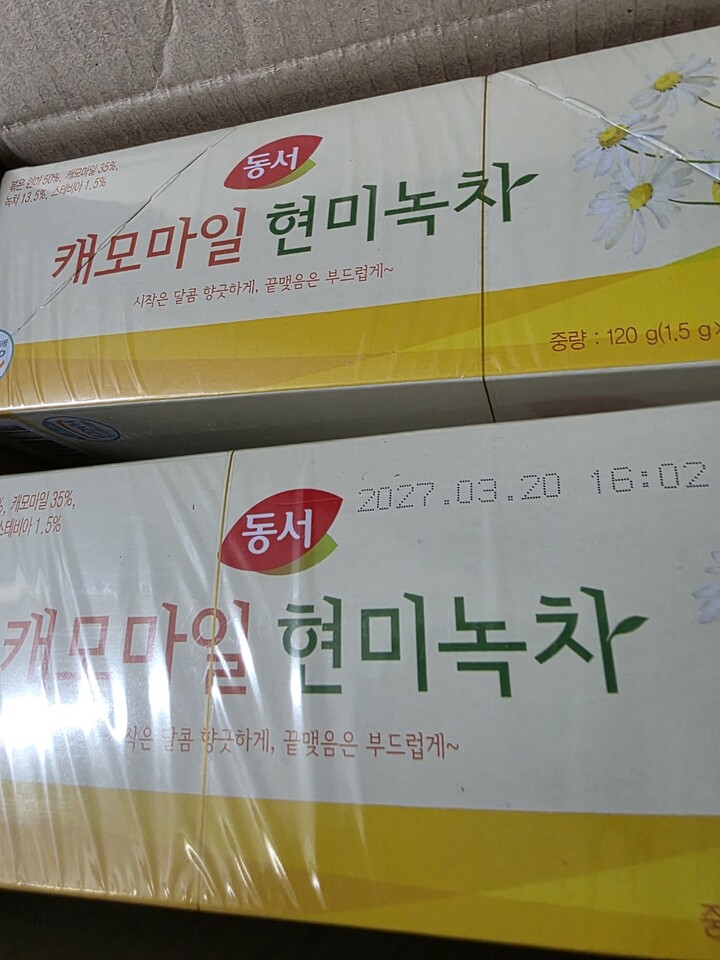 볶은 현미 50%, 캐모마일 35%,
녹차 13.5%, 스테비아 1.5%
동서
캐모마일 현미녹차
시작은 달콤 향긋하게, 끝맺음은 부드럽게~
중량 : 120 g(1.5 g
%, 캐모마일 35%,
스테비아 1.5%
동서
2027.03.20 16:02
캐모마일 현미녹차
작은 달콤 향긋하게, 끝맺음은 부드럽게~